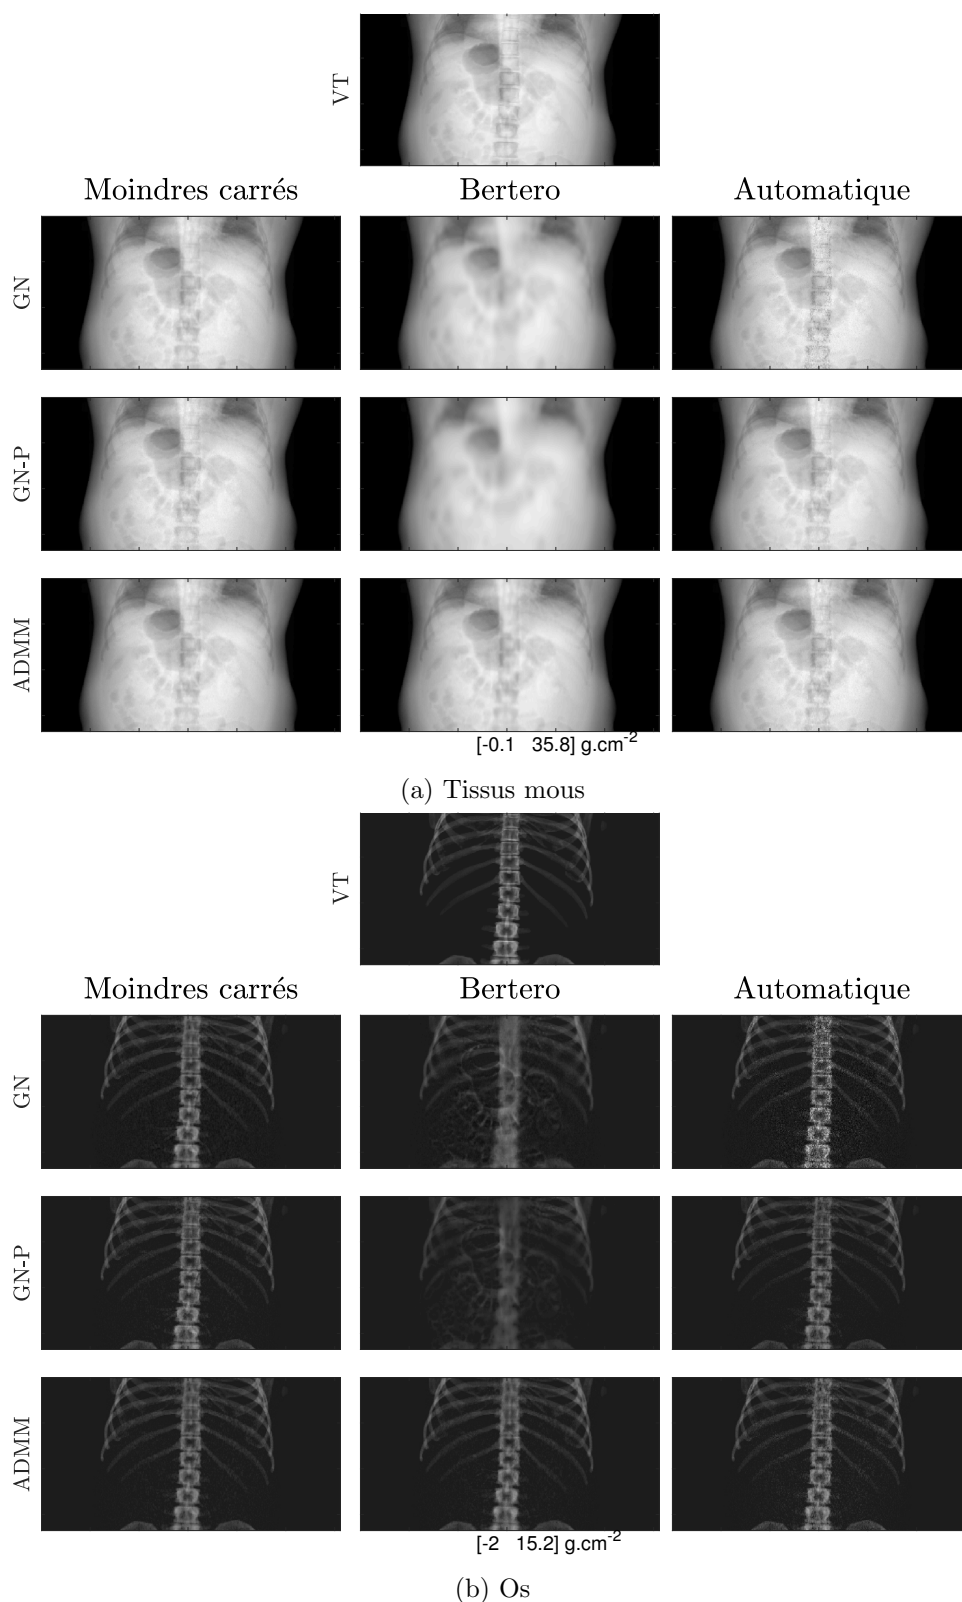 VT
Moindres carrés Bertero Automatique
GN
GN-P
ADMM
[-0.1 35.8] g.cm-2
(a) Tissus mous
VT
Moindres carrés Bertero Automatique
GN
GN-P
ADMM
[-2 15.2] g.cm-2
(b) Os